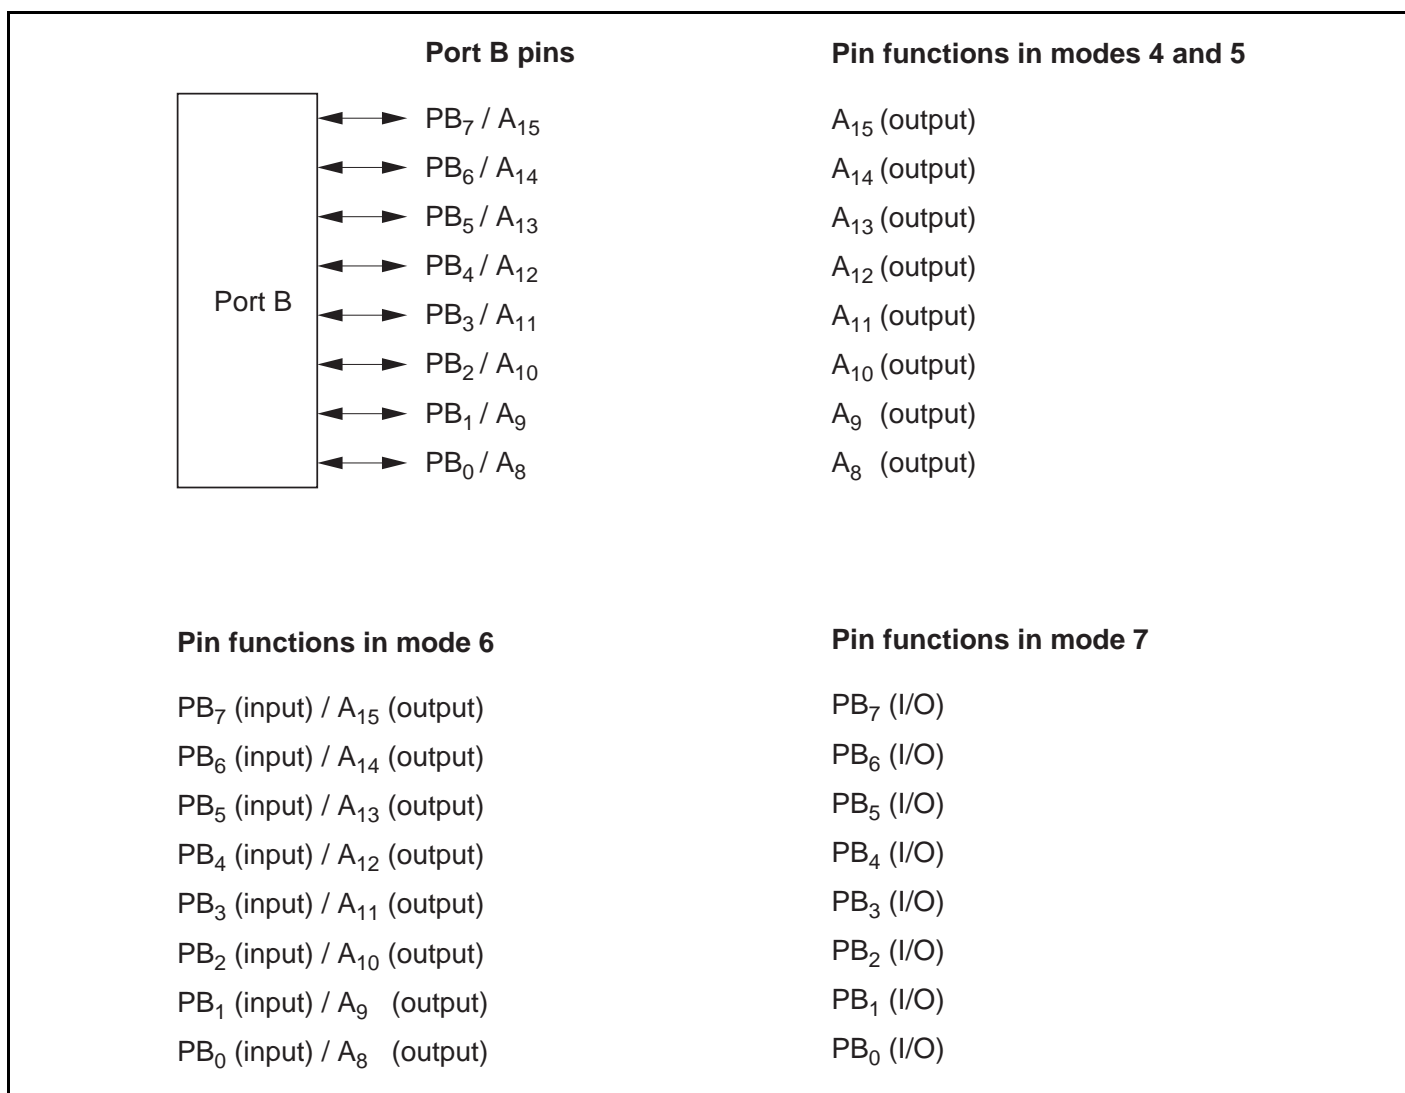 Port B pins
Pin functions in modes 4 and 5
Port B
PB7 / A15
A15 (output)
PB6 / A14
A14 (output)
PB5 / A13
A13 (output)
PB4 / A12
A12 (output)
PB3 / A11
A11 (output)
PB2 / A10
A10 (output)
PB1 / A9
A9 (output)
PB0 / A8
A8 (output)
Pin functions in mode 6
PB7 (input) / A15 (output)
PB6 (input) / A14 (output)
PB5 (input) / A13 (output)
PB4 (input) / A12 (output)
PB3 (input) / A11 (output)
PB2 (input) / A10 (output)
PB1 (input) / A9 (output)
PB0 (input) / A8 (output)
Pin functions in mode 7
PB7 (I/O)
PB6 (I/O)
PB5 (I/O)
PB4 (I/O)
PB3 (I/O)
PB2 (I/O)
PB1 (I/O)
PB0 (I/O)